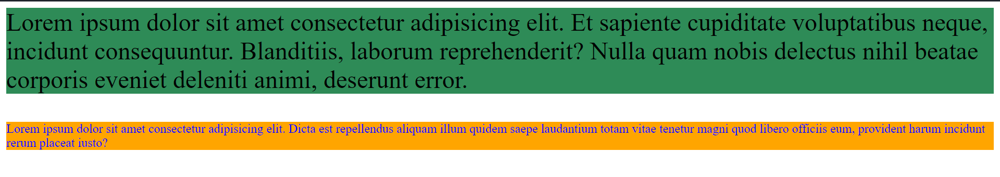 Lorem ipsum dolor sit amet consectetur adipisicing elit. Et sapiente cupiditate voluptatibus neque,
incidunt consequuntur. Blanditiis, laborum reprehenderit? Nulla quam nobis delectus nihil beatae
corporis eveniet deleniti animi, deserunt error.
Lorem ipsum dolor sit amet consectetur adipisicing elit. Dicta est repellendus aliquam illum quidem saepe laudantium totam vitae tenetur magni quod libero officiis eum, provident harum incidunt
rerum placeat iusto?